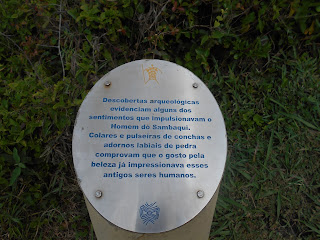 Descobertas arqueológicas
evidenciam alguns dos
sentimentos que impulsionavam o
Homem do Sambaqui.
Colares e pulseiras de conchas e
adornos labiais de pedra
comprovam que o gosto pela
beleza já impressionava esses
antigos seres humanos.